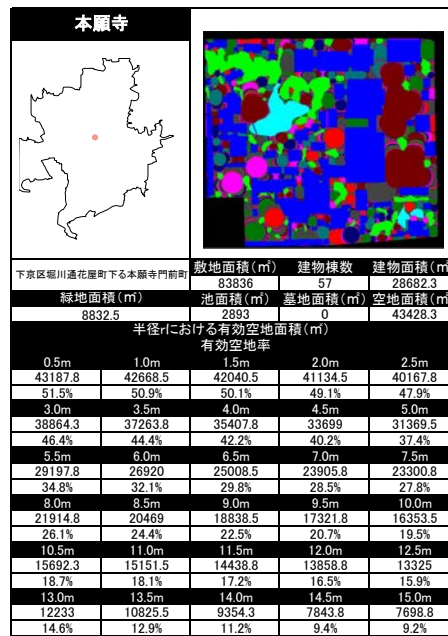 本願寺
下京区堀川通花屋町下る本願寺門前町
敷地面積(㎡) 建物棟数 建物面積(㎡)
83836 57 28682.3
緑地面積(㎡) 池面積(㎡) 墓地面積(㎡) 空地面積(㎡)
8832.5 2893 0 43428.3
半径rにおける有効空地面積(㎡)
有効空地率
0.5m 1.0m 1.5m 2.0m 2.5m
43187.8 42668.5 42040.5 41134.5 40167.8
51.5% 50.9% 50.1% 49.1% 47.9%
3.0m 3.5m 4.0m 4.5m 5.0m
38864.3 37263.8 35407.8 33699 31369.5
46.4% 44.4% 42.2% 40.2% 37.4%
5.5m 6.0m 6.5m 7.0m 7.5m
29197.8 26920 25008.5 23905.8 23300.8
34.8% 32.1% 29.8% 28.5% 27.8%
8.0m 8.5m 9.0m 9.5m 10.0m
21914.8 20469 18838.5 17321.8 16353.5
26.1% 24.4% 22.5% 20.7% 19.5%
10.5m 11.0m 11.5m 12.0m 12.5m
15692.3 15151.5 14438.8 13858.8 13325
18.7% 18.1% 17.2% 16.5% 15.9%
13.0m 13.5m 14.0m 14.5m 15.0m
12233 10825.5 9354.3 7843.8 7698.8
14.6% 12.9% 11.2% 9.4% 9.2%